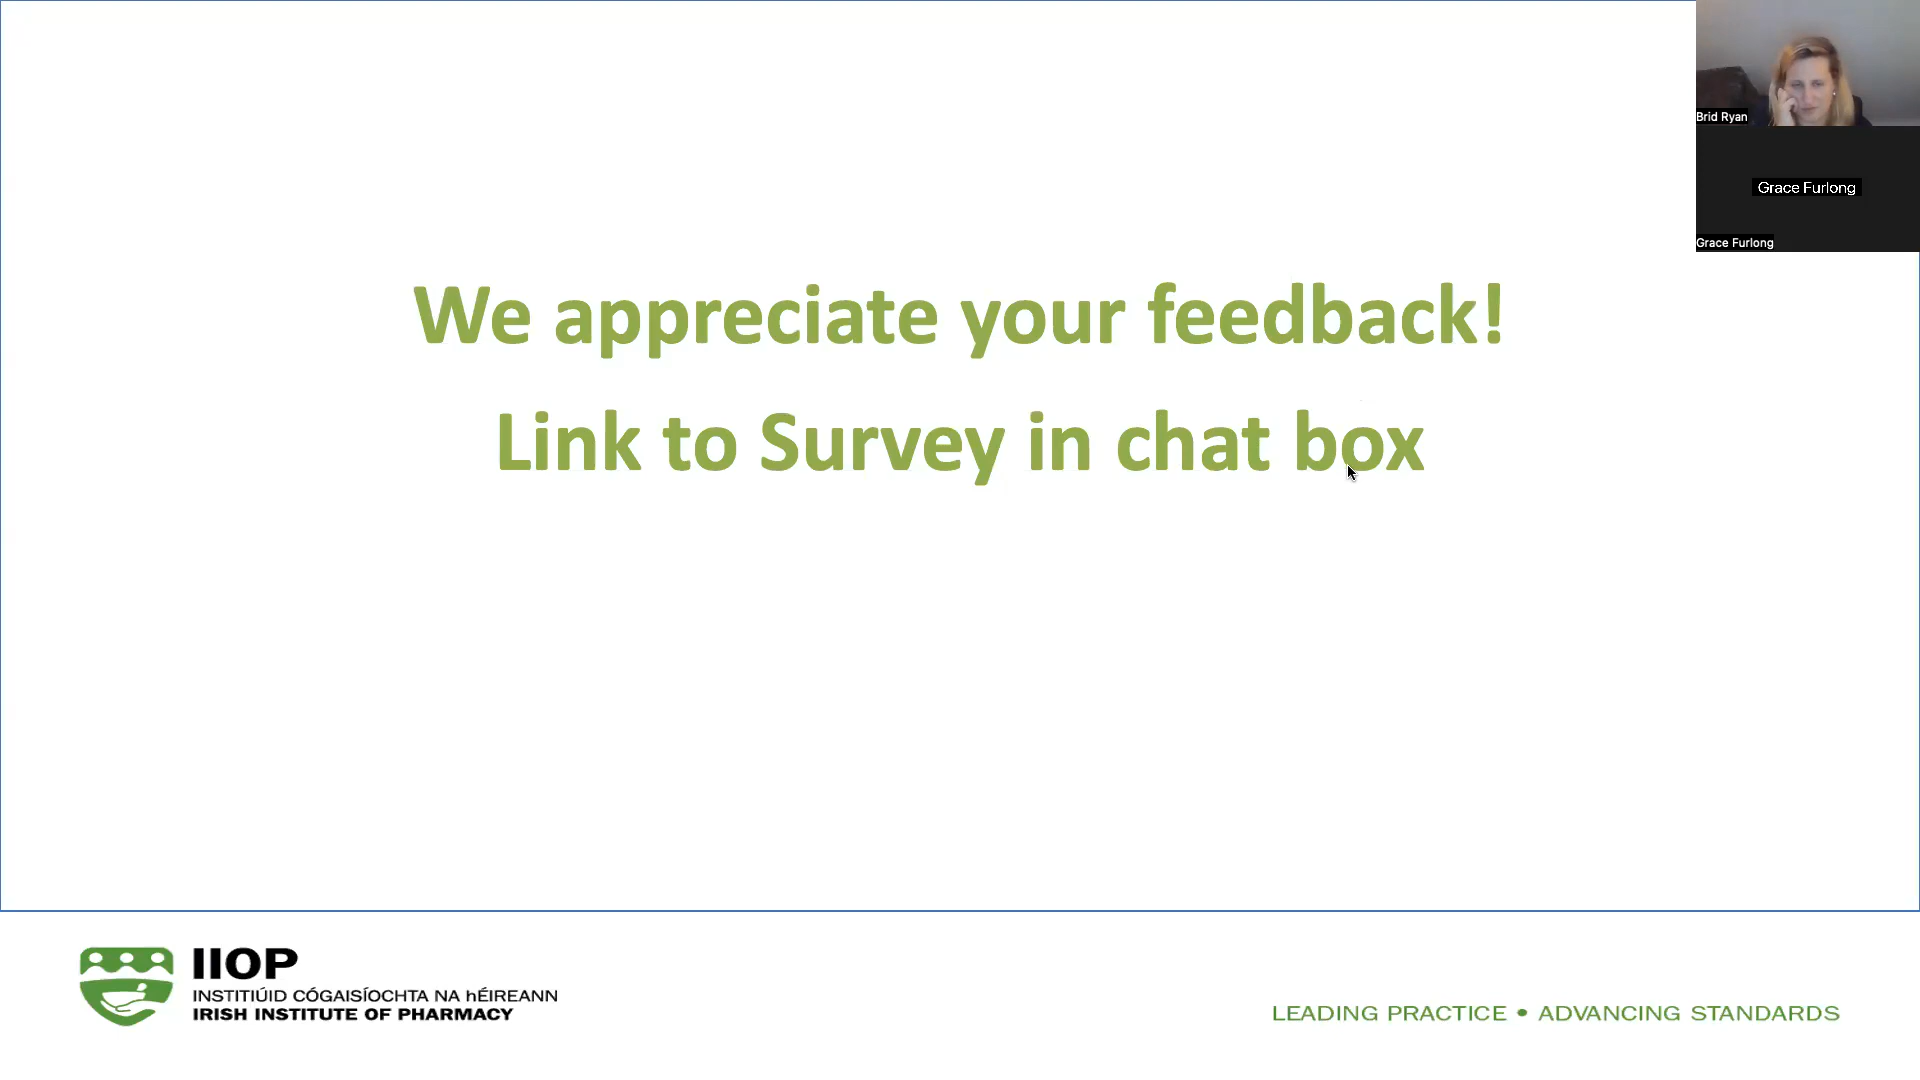 Brid Ryan
Grace Furlong
Grace Furlong
We appreciate your feedback!
Link to Survey in chat box
IIOP
INSTITIÚID CÓGAISÍOCHTA NA hÉIREANN
IRISH INSTITUTE OF PHARMACY
LEADING PRACTICE • ADVANCING STANDARDS